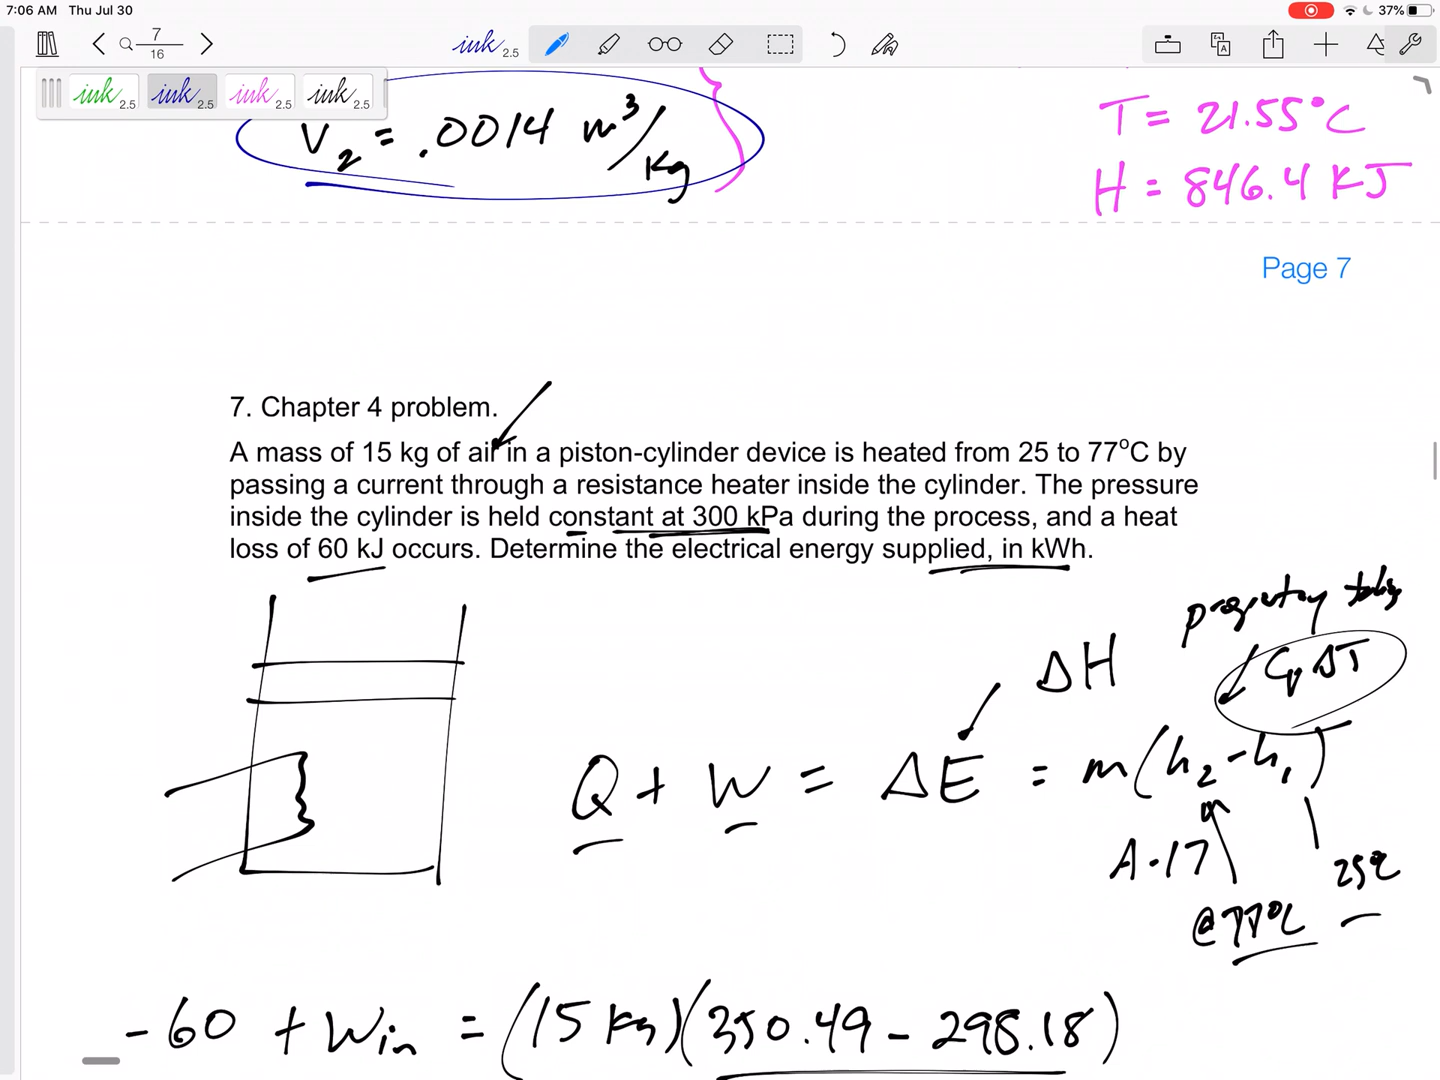 7:06 AM Thu Jul 30
37%
7
16
ink 2.5
ink 2.5 ink 2.5 ink 2.5 ink 2.5
V2 = .0014 m³/kg
T = 21.55°C
H = 846.4 KJ
Page 7
7. Chapter 4 problem.
A mass of 15 kg of air in a piston-cylinder device is heated from 25 to 77°C by
passing a current through a resistance heater inside the cylinder. The pressure
inside the cylinder is held constant at 300 kPa during the process, and a heat
loss of 60 kJ occurs. Determine the electrical energy supplied, in kWh.
ΔH
ΔT
Q + W = ΔE = m(h2-h1)
A-17
@77°C
25°C
-60 + Win = (15 kg)(350.49 - 298.18)